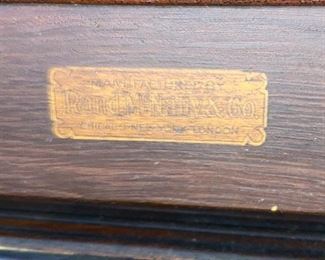 MANUFACTURED BY
Rand McNally & Co
CHICAGO-NEW YORK-LONDON